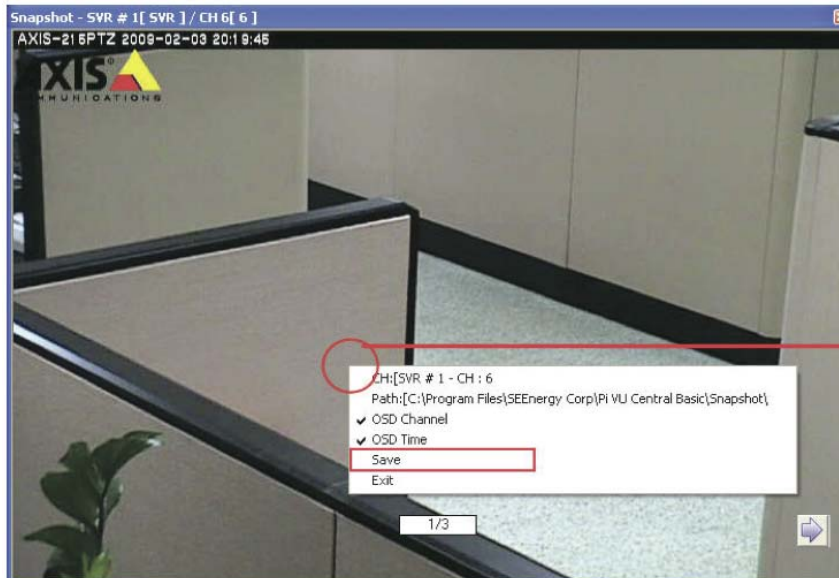 Snapshot - SVR # 1[ SVR ] / CH 6[ 6 ]
AXIS-215PTZ 2009-02-03 20:19:45
AXIS
COMMUNICATIONS
CH:[SVR # 1 - CH : 6
Path:[C:\Program Files\SEEnergy Corp\Pi VU Central Basic\Snapshot\
✓ OSD Channel
✓ OSD Time
Save
Exit
1/3